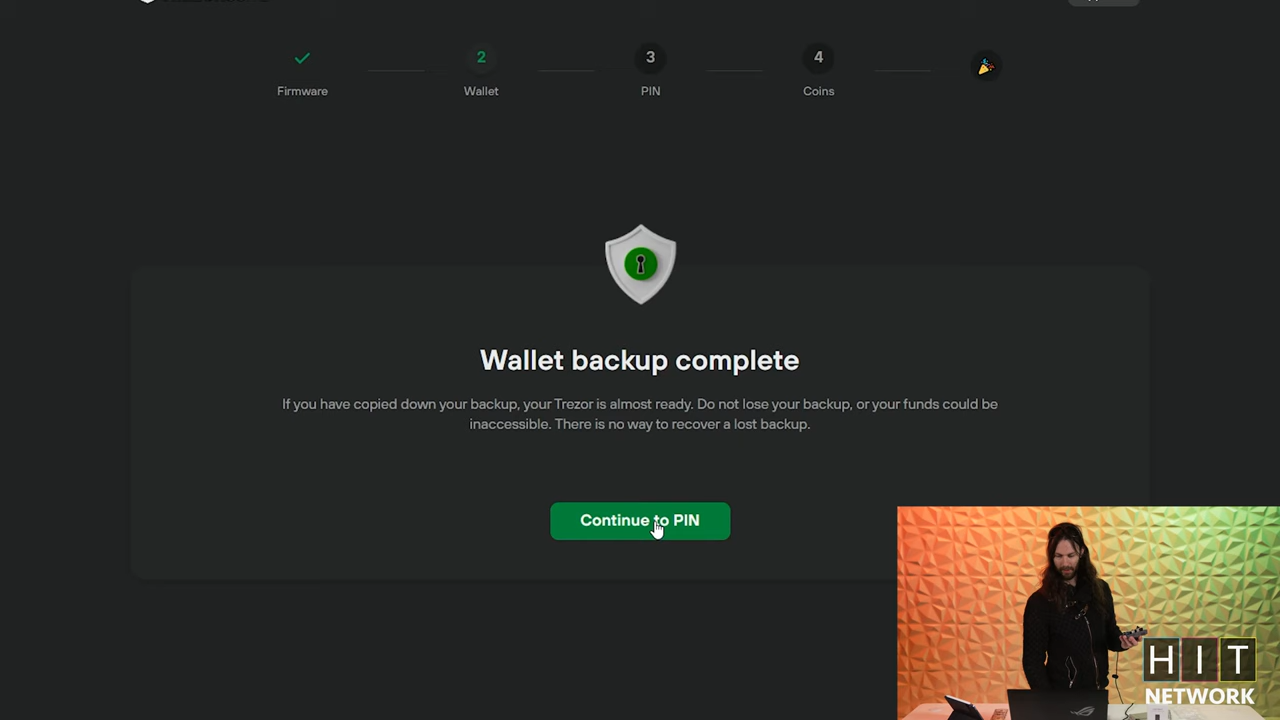 2
3
4
Firmware
Wallet
PIN
Coins
Wallet backup complete
If you have copied down your backup, your Trezor is almost ready. Do not lose your backup, or your funds could be
inaccessible. There is no way to recover a lost backup.
Continue to PIN
HIT
NETWORK